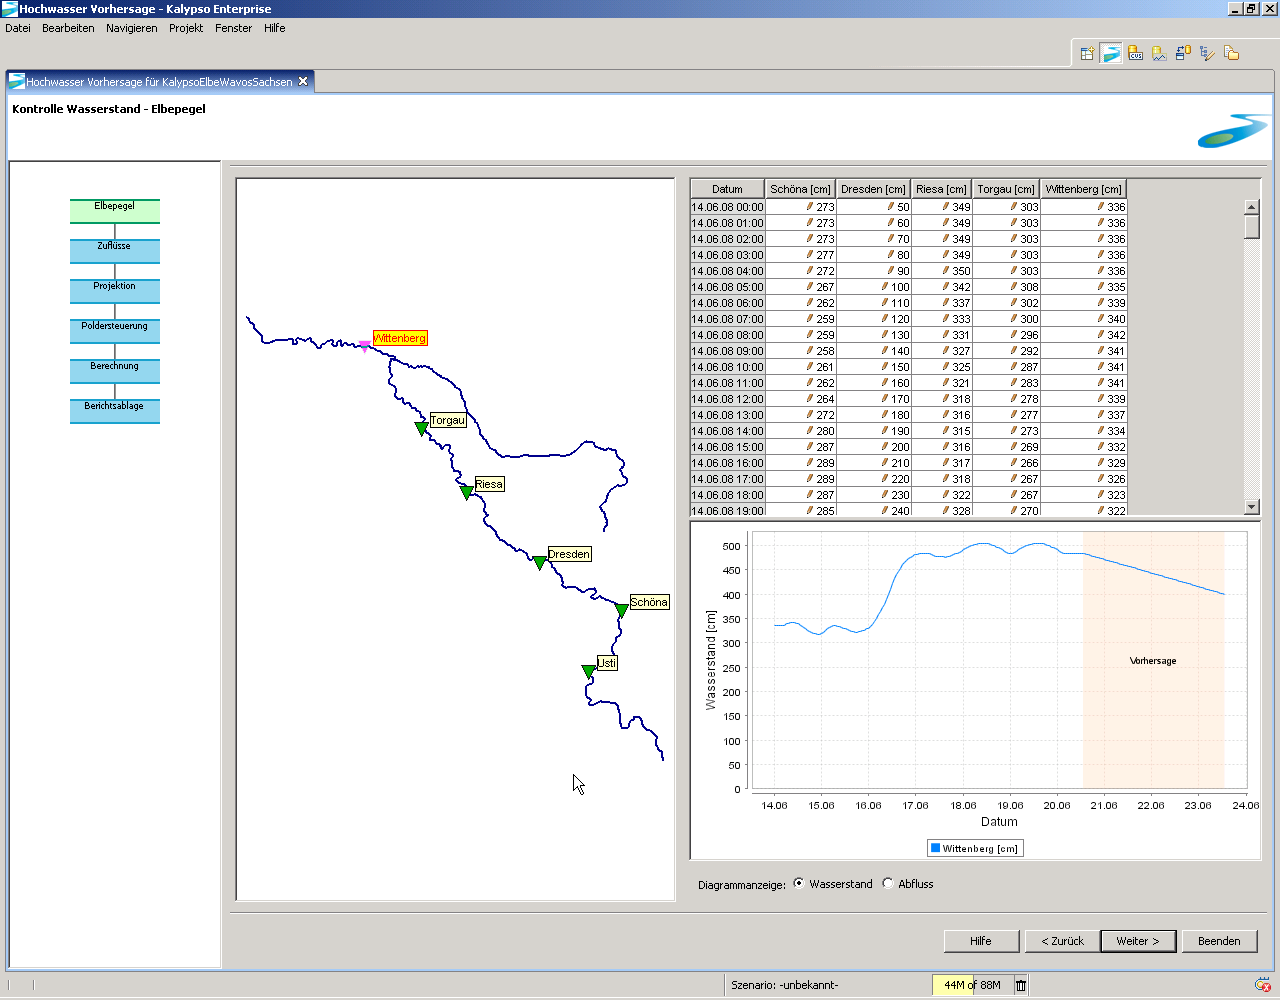 Hochwasser Vorhersage - Kalypso Enterprise
Datei Bearbeiten Navigieren Projekt Fenster Hilfe
Hochwasser Vorhersage für KalypsoElbeWavosSachsen
Kontrolle Wasserstand - Elbepegel
Elbepegel
Zuflüsse
Projektion
Poldersteuerung
Berechnung
Berichtsablage
Wittenberg
Torgau
Riesa
Dresden
Schöna
Usti
Datum Schöna [cm] Dresden [cm] Riesa [cm] Torgau [cm] Wittenberg [cm]
14.06.08 00:00 273 50 349 303 336
14.06.08 01:00 273 60 349 303 336
14.06.08 02:00 273 70 349 303 336
14.06.08 03:00 277 80 349 303 336
14.06.08 04:00 272 90 350 303 336
14.06.08 05:00 267 100 342 308 335
14.06.08 06:00 262 110 337 302 339
14.06.08 07:00 259 120 333 300 340
14.06.08 08:00 259 130 331 296 342
14.06.08 09:00 258 140 327 292 341
14.06.08 10:00 261 150 325 287 341
14.06.08 11:00 262 160 321 283 341
14.06.08 12:00 264 170 318 278 339
14.06.08 13:00 272 180 316 277 337
14.06.08 14:00 280 190 315 273 334
14.06.08 15:00 287 200 316 269 332
14.06.08 16:00 289 210 317 266 329
14.06.08 17:00 289 220 318 267 326
14.06.08 18:00 287 230 322 267 323
14.06.08 19:00 285 240 328 270 322
Wasserstand [cm]
500
450
400
350
300
250
200
150
100
50
0
Vorhersage
14.06 15.06 16.06 17.06 18.06 19.06 20.06 21.06 22.06 23.06 24.06
Datum
Wittenberg [cm]
Diagrammanzeige: Wasserstand Abfluss
Hilfe < Zurück Weiter > Beenden
Szenario: -unbekannt- 44M of 88M